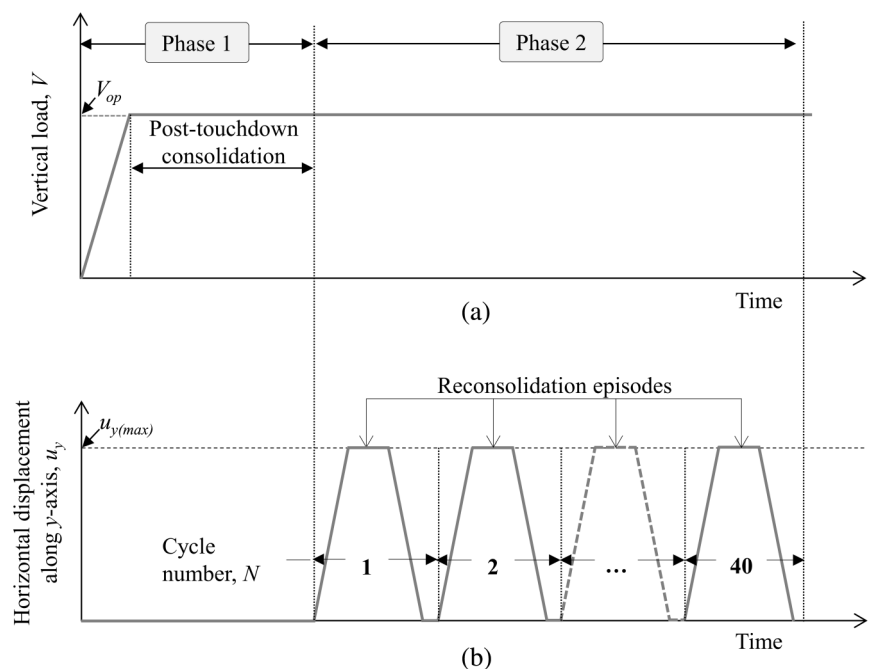 Phase 1
Phase 2
Vertical load, V
V_op
Post-touchdown
consolidation
Time
(a)
Reconsolidation episodes
Horizontal displacement
along y-axis, u_y
u_y(max)
Cycle
number, N
1
2
...
40
Time
(b)